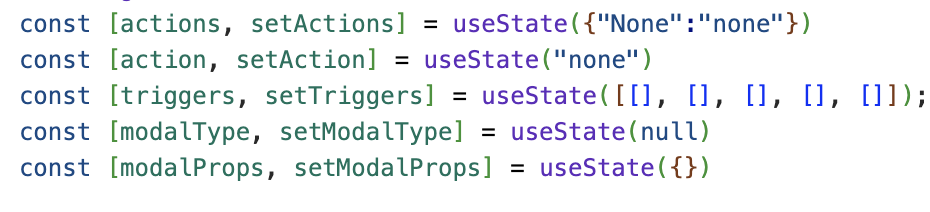 const [actions, setActions] = useState({"None":"none"})
const [action, setAction] = useState("none")
const [triggers, setTriggers] = useState([[], [], [], [], []]);
const [modalType, setModalType] = useState(null)
const [modalProps, setModalProps] = useState({})